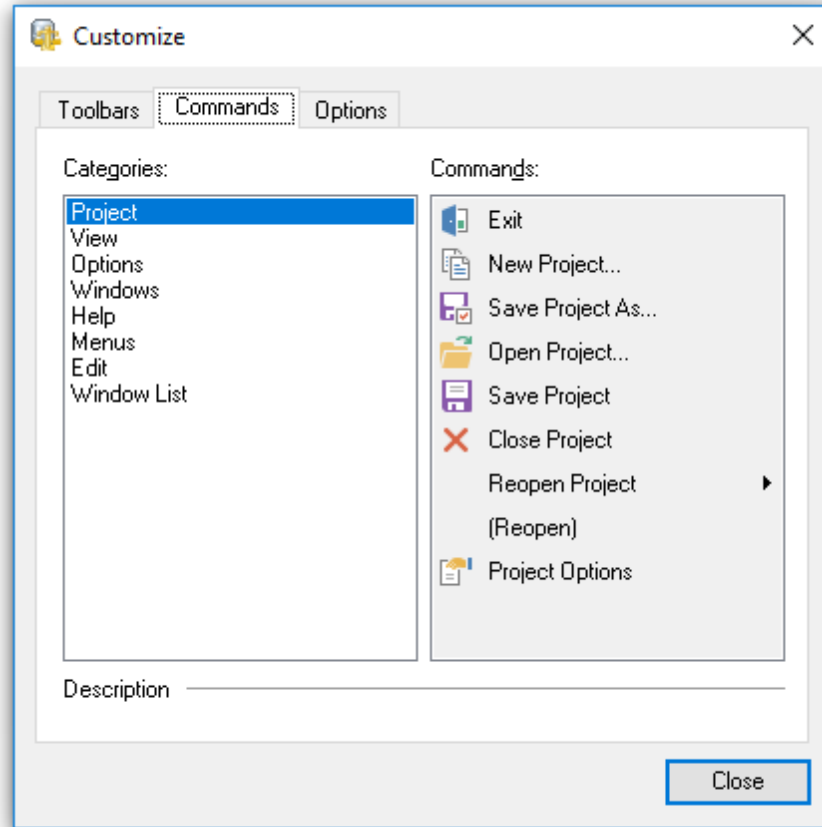 Customize
Toolbars
Commands
Options
Categories:
Project
View
Options
Windows
Help
Menus
Edit
Window List
Commands:
Exit
New Project...
Save Project As...
Open Project...
Save Project
Close Project
Reopen Project
(Reopen)
Project Options
Description
Close